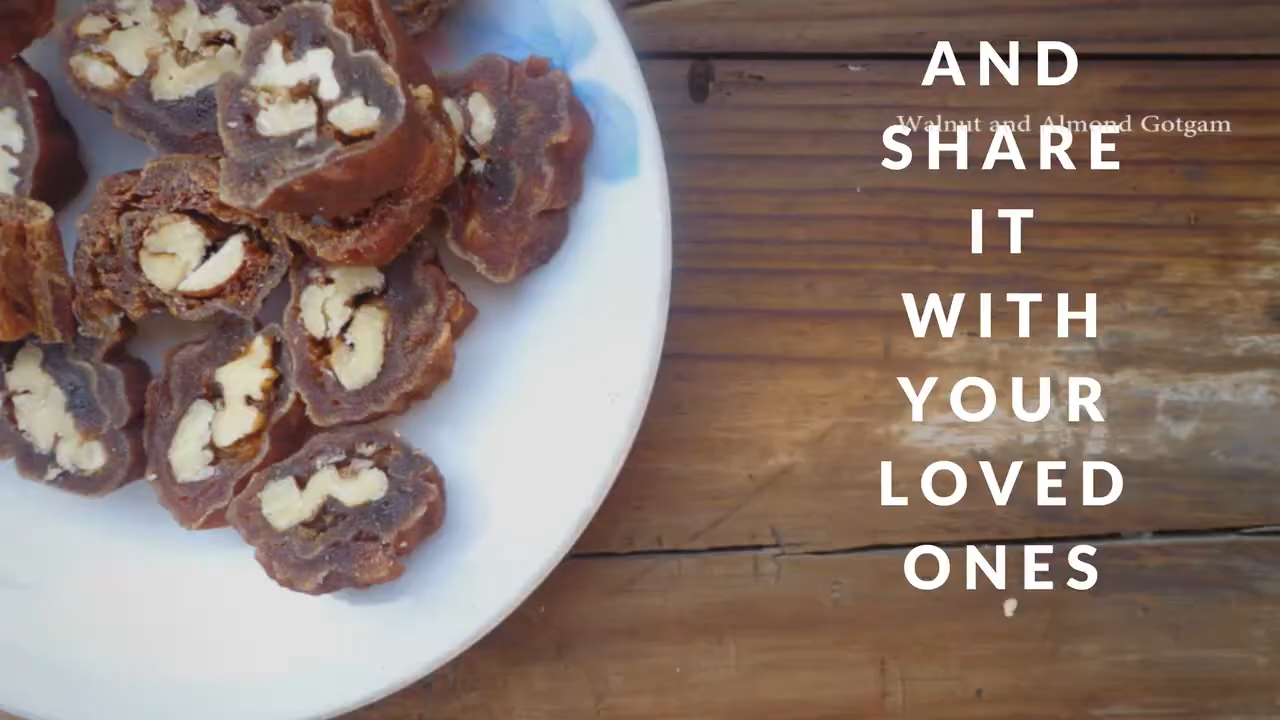 AND
Walnut and Almond Gotgam
SHARE
IT
WITH
YOUR
LOVED
ONES